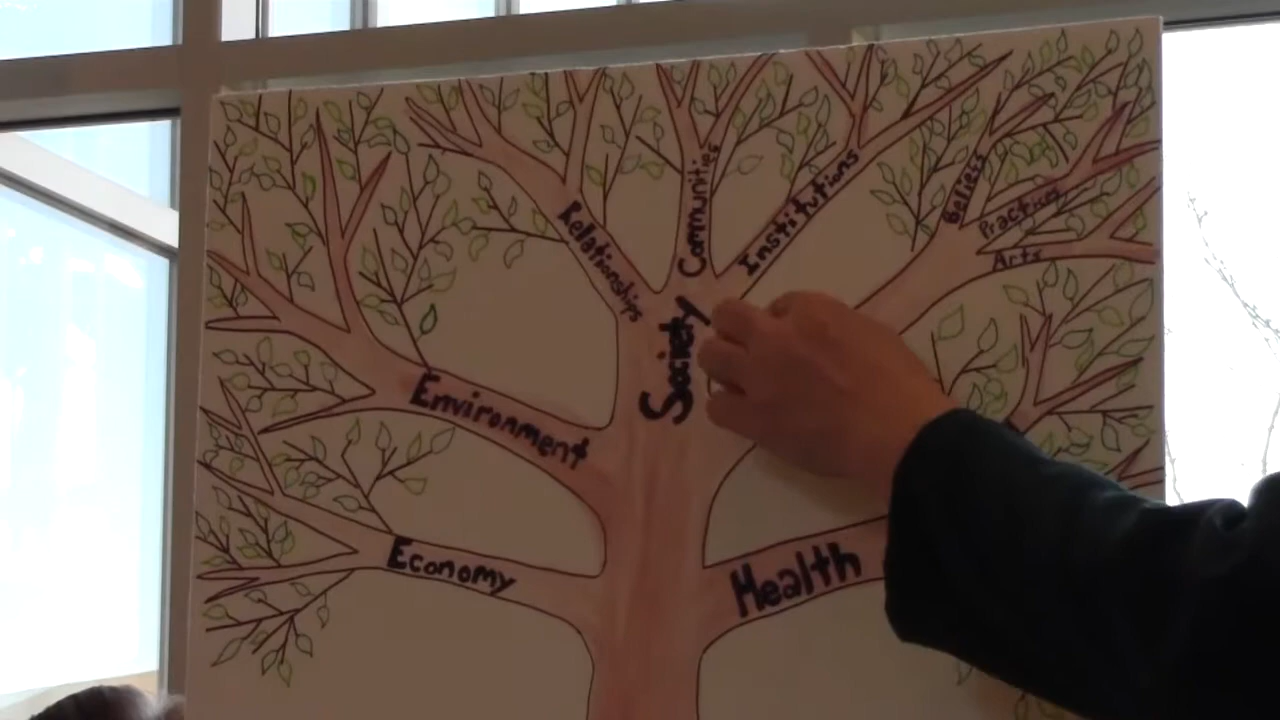 Relationships
Communities
Institutions
Beliefs
Practices
Arts
Society
Environment
Economy
Health